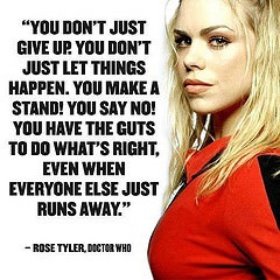 “YOU DON’T JUST
GIVE UP. YOU DON’T
JUST LET THINGS
HAPPEN. YOU MAKE A
STAND! YOU SAY NO!
YOU HAVE THE GUTS
TO DO WHAT’S RIGHT,
EVEN WHEN
EVERYONE ELSE JUST
RUNS AWAY.”
– ROSE TYLER, DOCTOR WHO